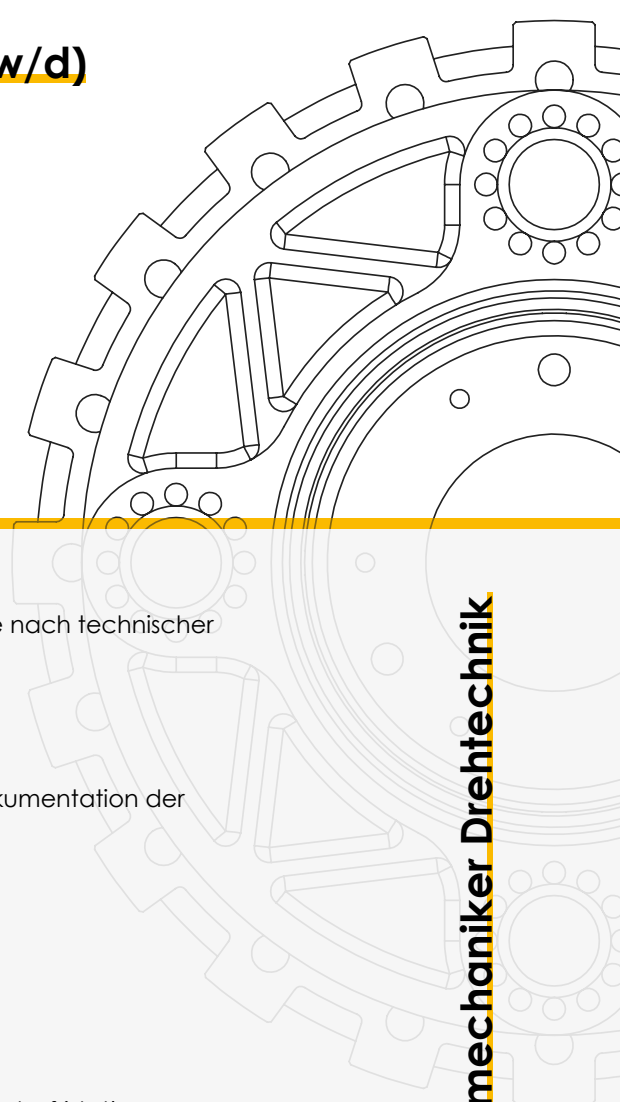 w/d)
e nach technischer
kumentation der
mechaniker Drehtechnik